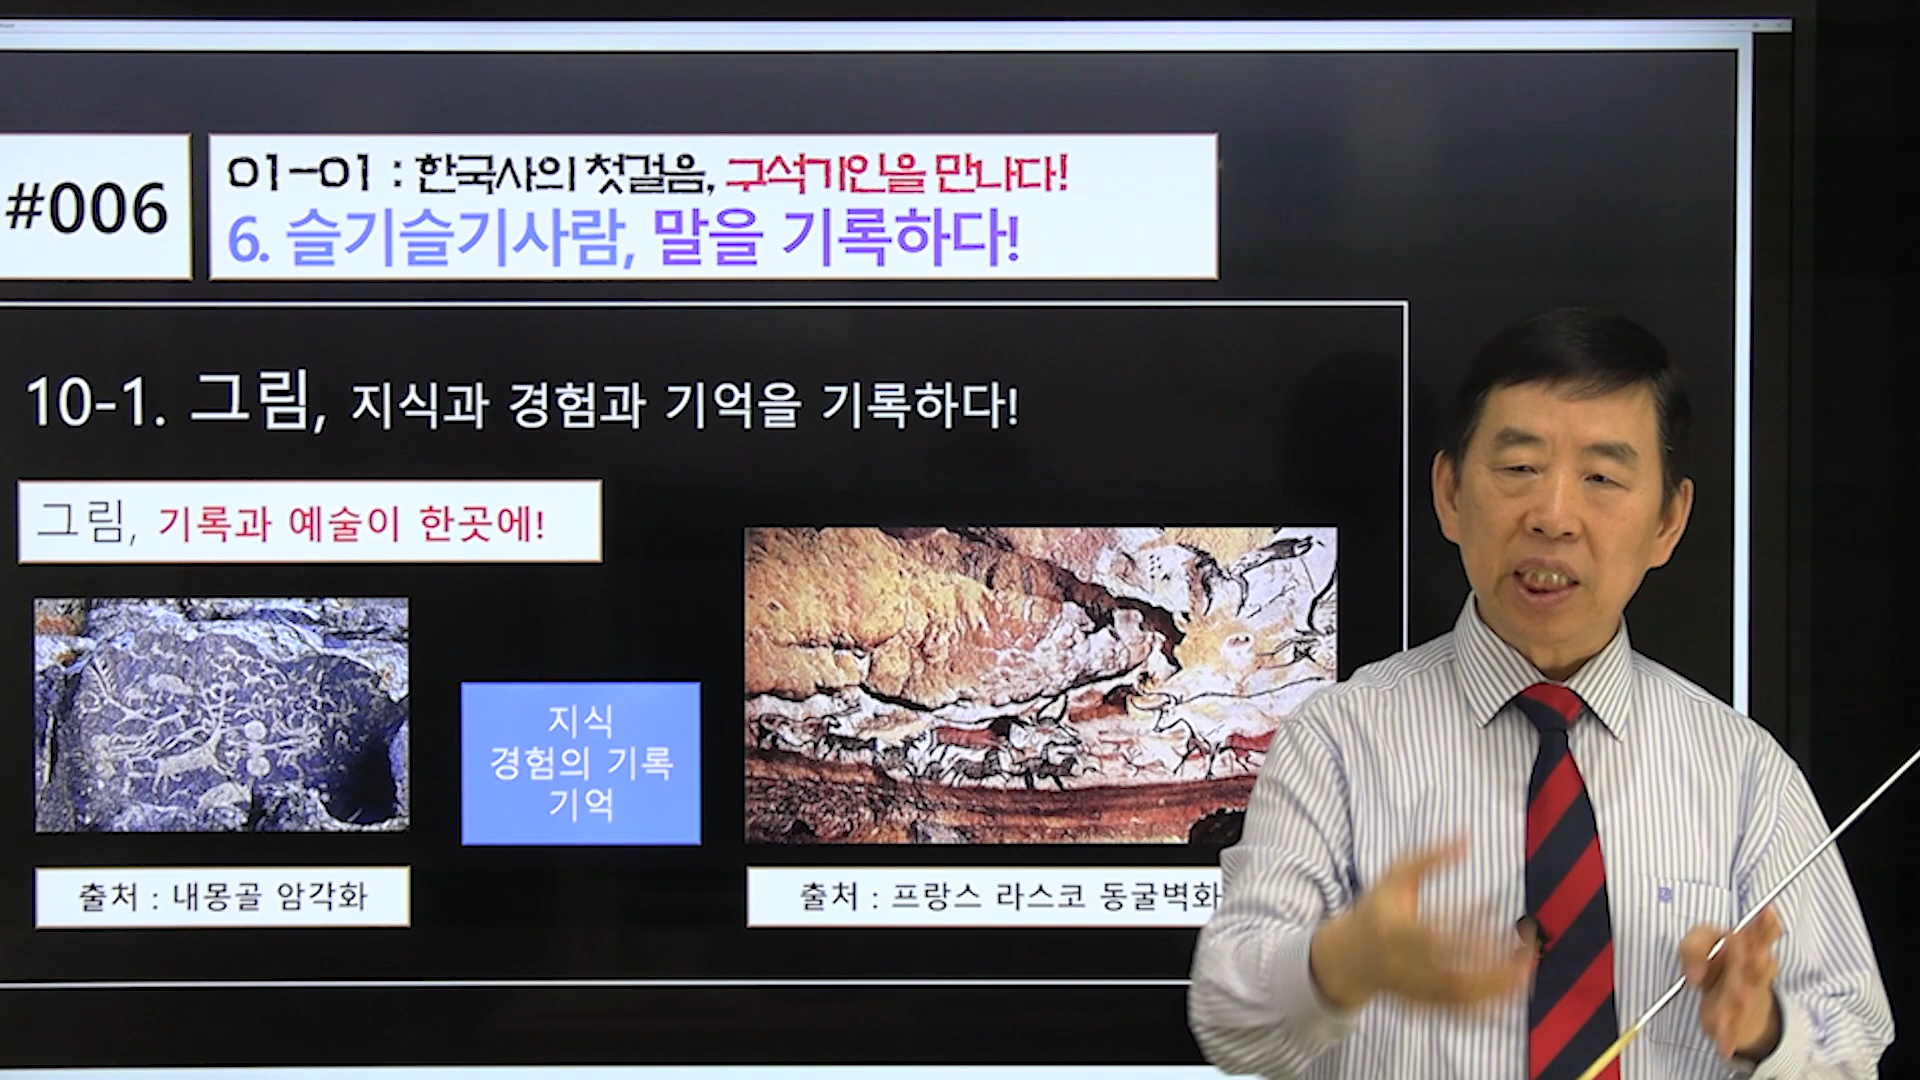 #006
01-01 : 한국사의 첫걸음, 구석기인을 만나다!
6. 슬기슬기사람, 말을 기록하다!
10-1. 그림, 지식과 경험과 기억을 기록하다!
그림, 기록과 예술이 한곳에!
지식
경험의 기록
기억
출처 : 내몽골 암각화
출처 : 프랑스 라스코 동굴벽화